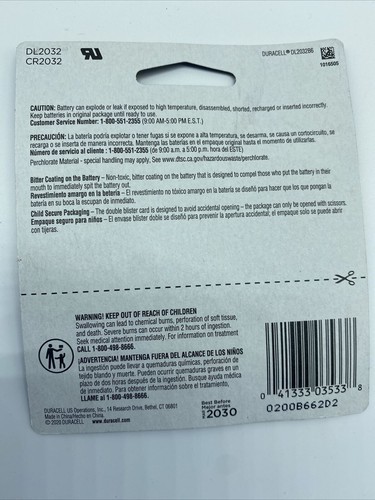 DL2032
CR2032
DURACELL® DL2032B6
1016505
CAUTION: Battery can explode or leak if exposed to high temperature, disassembled, shorted, recharged or inserted incorrectly.
Keep batteries in original package until ready to use.
Customer Service Number: 1-800-551-2355 (9:00 AM-5:00 PM E.S.T.)
PRECAUCIÓN: La batería podría explotar o tener fugas si se expone a alta temperatura, se desarma, se causa un cortocircuito, se
recarga o se inserta de manera incorrecta. Mantenga las baterías en el empaque original hasta el momento de utilizarlas.
Número de servicio al cliente : 1-800-551-2355 (de 9:00 a.m. a 5:00 p.m. hora del ESTE)
Perchlorate Material - special handling may apply, See www.dtsc.ca.gov/hazardouswaste/perchlorate.
Bitter Coating on the Battery – Non-toxic, bitter coating on the battery that is designed to compel those who put the battery in their
mouth to immediately spit the battery out.
Revestimiento amargo en la batería – El revestimiento no tóxico amargo en la batería se diseñó para hacer que los que pongan la
batería en su boca la escupan de inmediato.
Child Secure Packaging – The double blister card is designed to avoid accidental opening – the package can only be opened with scissors.
Empaque seguro para niños – El envase blíster doble se diseñó para prevenir la apertura accidental; el empaque solo se puede abrir
con tijeras.
WARNING! KEEP OUT OF REACH OF CHILDREN
Swallowing can lead to chemical burns, perforation of soft tissue,
and death. Severe burns can occur within 2 hours of ingestion.
Seek medical attention immediately. For information on treatment
CALL 1-800-498-8666.
¡ADVERTENCIA! MANTENGA FUERA DEL ALCANCE DE LOS NIÑOS
La ingestión puede llevar a quemaduras químicas, perforación de
tejido blando y muerte. Pueden ocurrir quemaduras graves en un
plazo de dos horas después de la ingestión. Busque ayuda médica
de inmediato. Para obtener información sobre el tratamiento,
LLAME al 1-800-498-8666.
DURACELL US Operations, Inc., 14 Research Drive, Bethel, CT 06801
Made in China/Hecho en China.
© 2020 DURACELL www.duracell.com
Best Before
Mejor antes
2030
0 41333 03533 8
0200B662D2